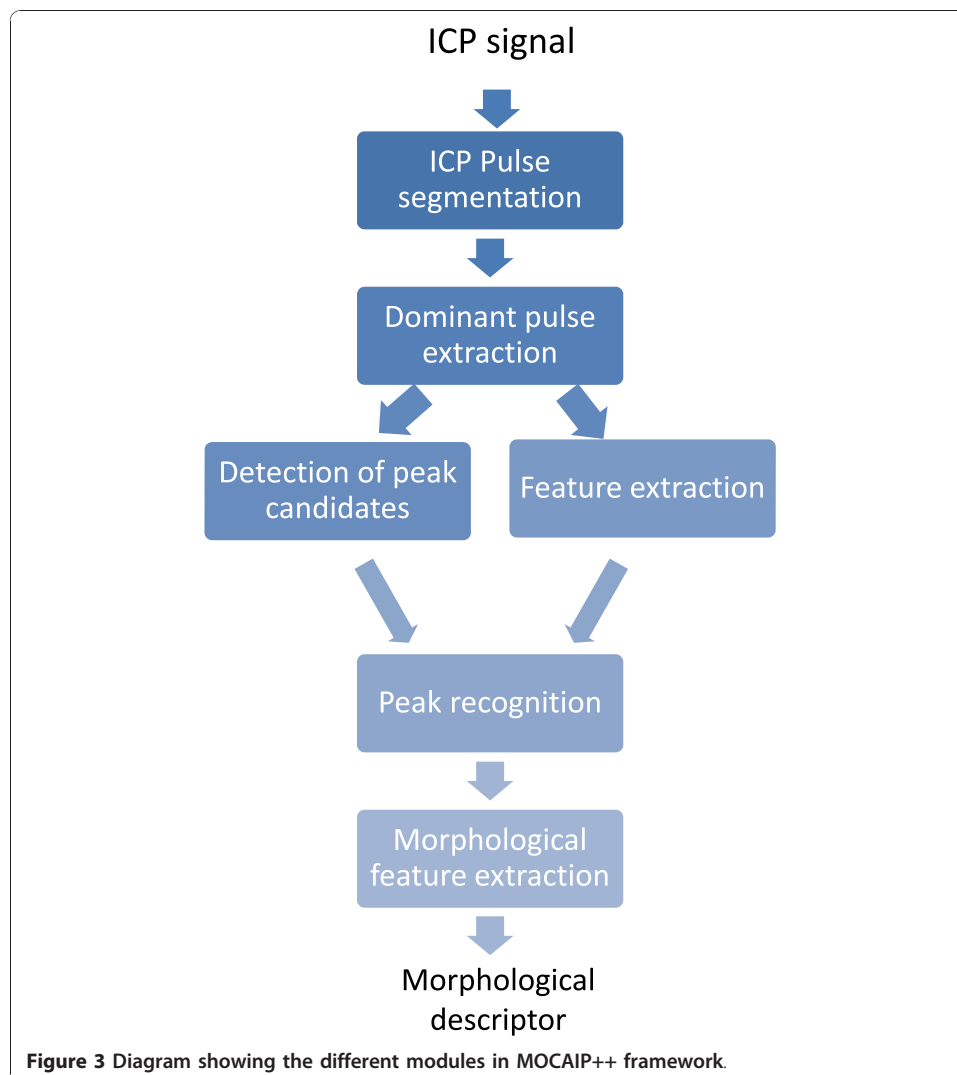 ICP signal
ICP Pulse
segmentation
Dominant pulse
extraction
Detection of peak
candidates
Feature extraction
Peak recognition
Morphological
feature extraction
Morphological
descriptor
Figure 3 Diagram showing the different modules in MOCAIP++ framework.